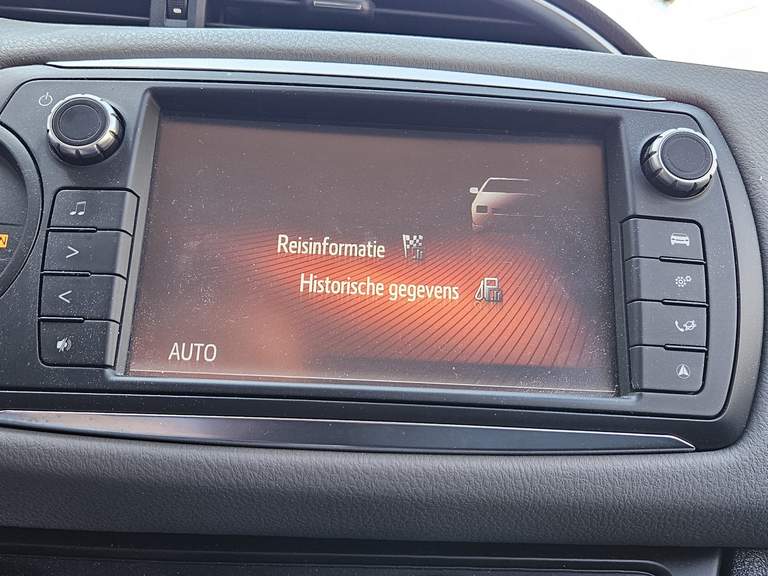 Reisinformatie
Historische gegevens
AUTO